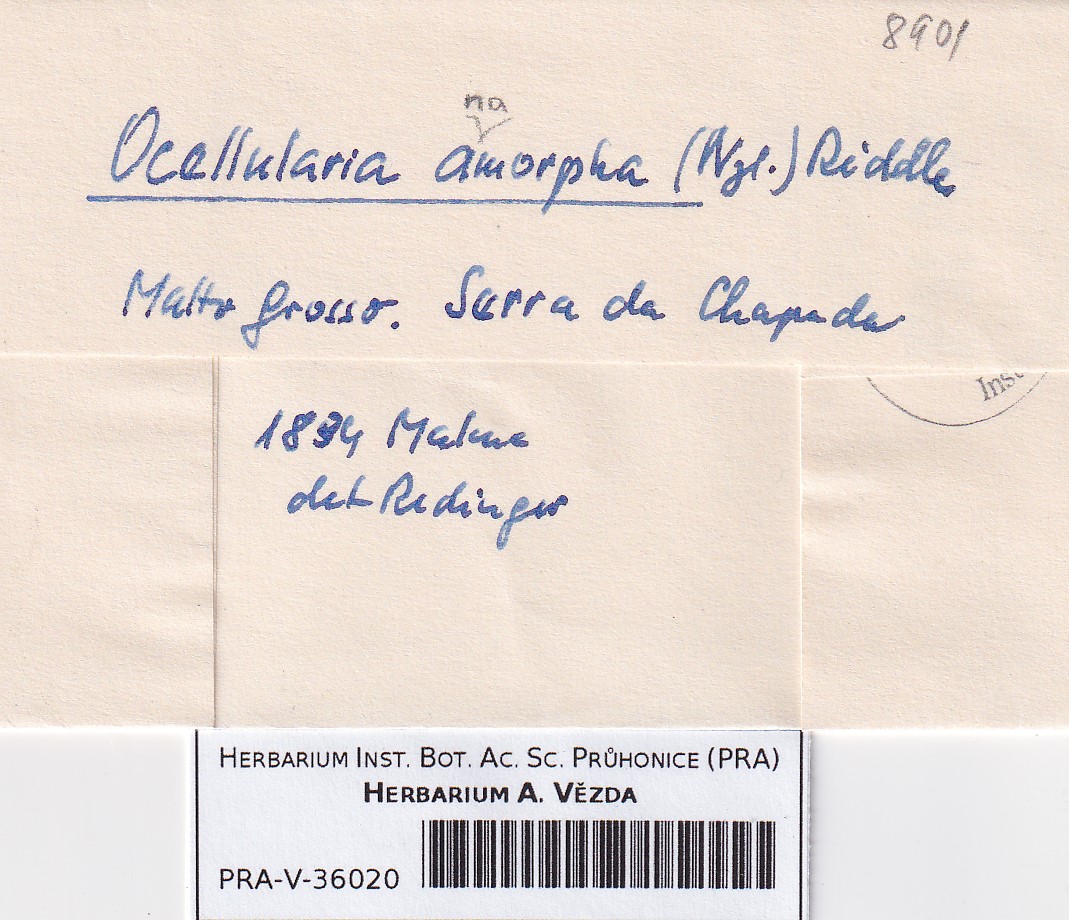 8901
na
Ocellularia amorpha (Nyl.) Riddle
Matto Grosso. Serra da Chapada
Inst
1894 Malme
det Redinger
HERBARIUM INST. BOT. AC. SC. PRŮHONICE (PRA)
HERBARIUM A. VĚZDA
PRA-V-36020